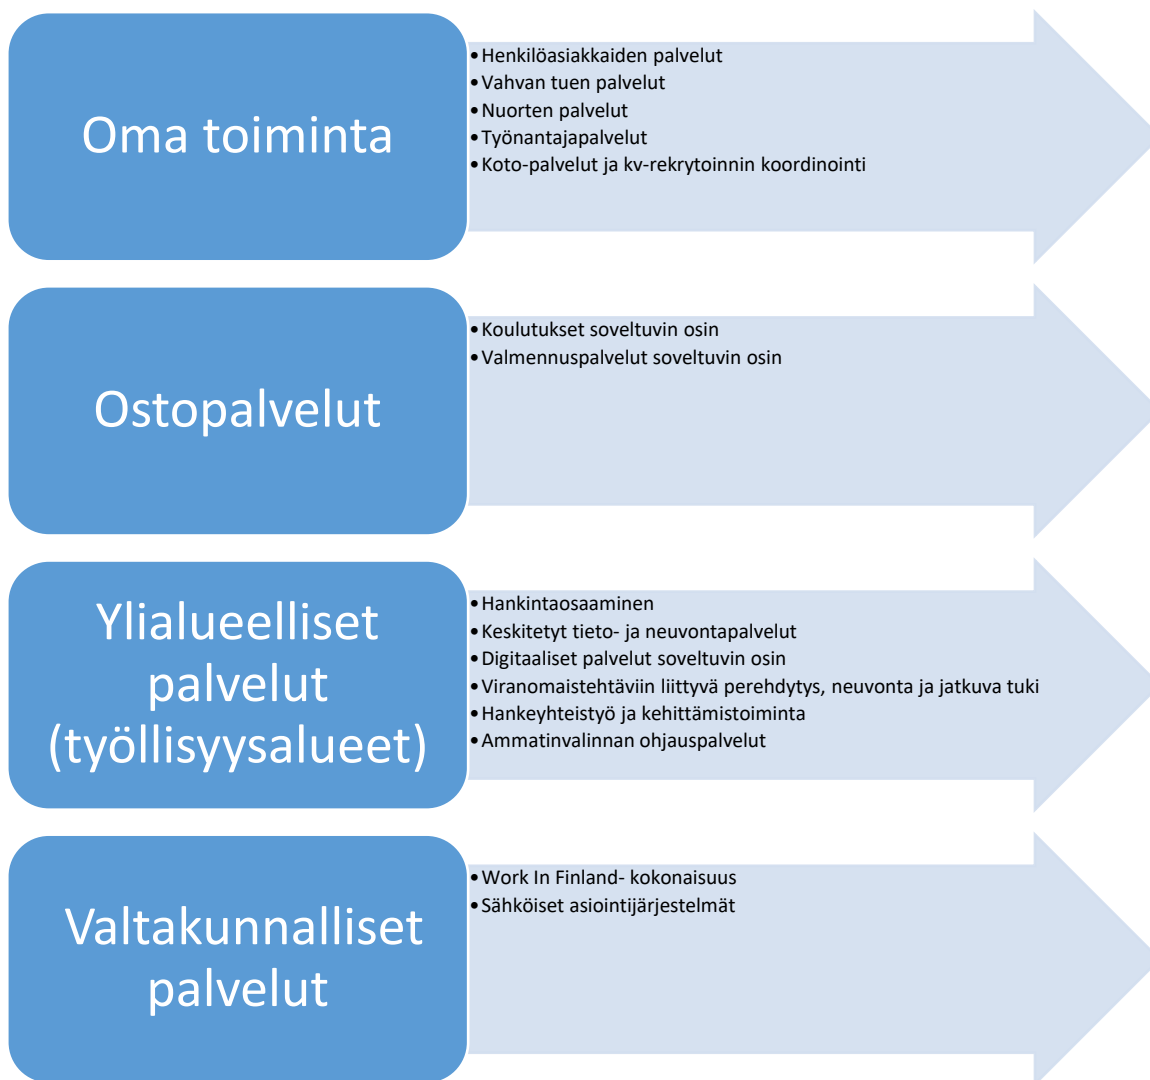 Oma toiminta
•Henkilöasiakkaiden palvelut
•Vahvan tuen palvelut
•Nuorten palvelut
•Työnantajapalvelut
•Koto-palvelut ja kv-rekrytoinnin koordinointi
Ostopalvelut
•Koulutukset soveltuvin osin
•Valmennuspalvelut soveltuvin osin
Ylialueelliset
palvelut
(työllisyysalueet)
•Hankintaosaaminen
•Keskitetyt tieto- ja neuvontapalvelut
•Digitaaliset palvelut soveltuvin osin
•Viranomaistehtäviin liittyvä perehdytys, neuvonta ja jatkuva tuki
•Hankeyhteistyö ja kehittämistoiminta
•Ammatinvalinnan ohjauspalvelut
Valtakunnalliset
palvelut
•Work In Finland- kokonaisuus
•Sähköiset asiointijärjestelmät